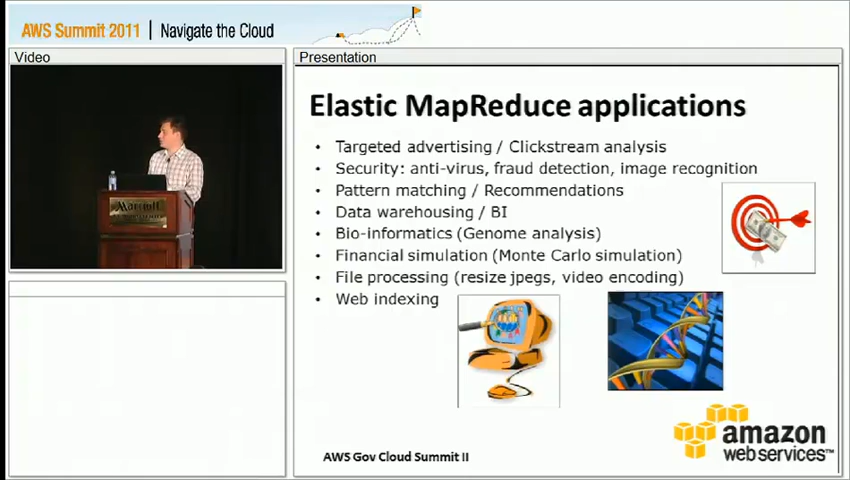 AWS Summit 2011 | Navigate the Cloud
Video
Presentation
Marriott
Elastic MapReduce applications
• Targeted advertising / Clickstream analysis
• Security: anti-virus, fraud detection, image recognition
• Pattern matching / Recommendations
• Data warehousing / BI
• Bio-informatics (Genome analysis)
• Financial simulation (Monte Carlo simulation)
• File processing (resize jpegs, video encoding)
• Web indexing
AWS Gov Cloud Summit II
amazon
web services™